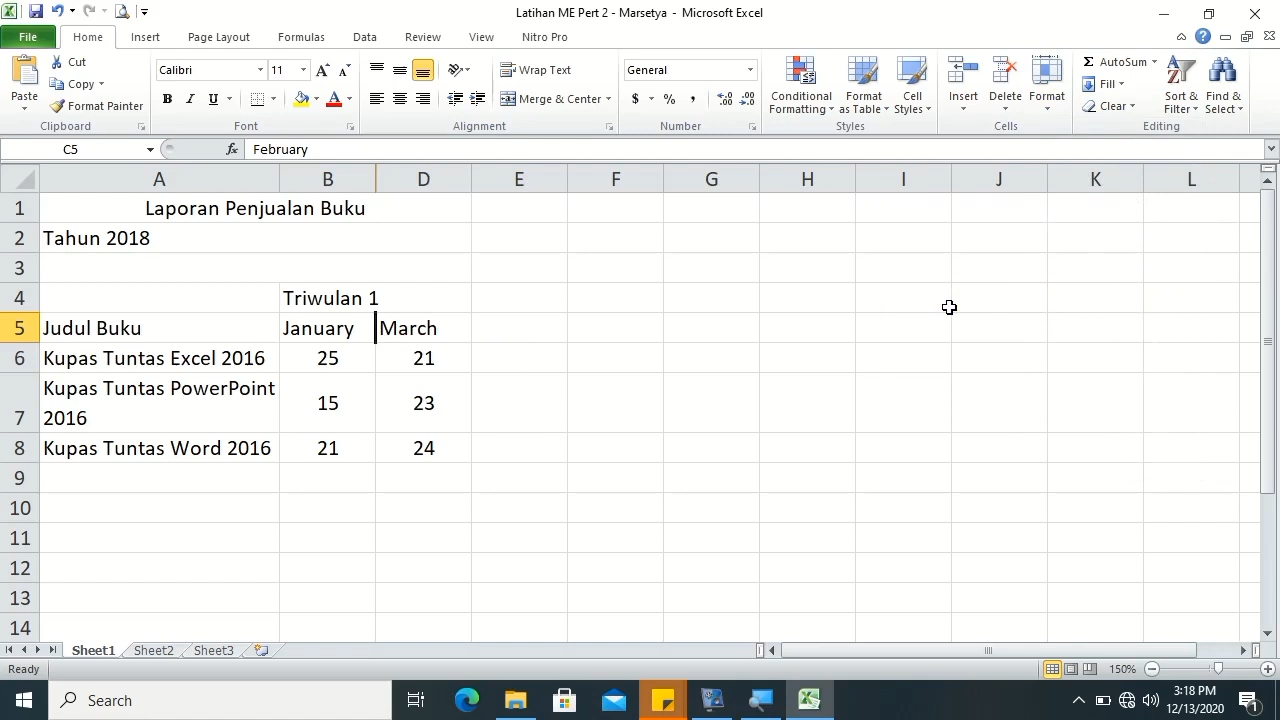 Latihan ME Pert 2 - Marsetya - Microsoft Excel
File Home Insert Page Layout Formulas Data Review View Nitro Pro
Paste Cut Copy Format Painter
Calibri 11
B I U
A A A
Wrap Text
Merge & Center
General
$ % , .00 .0
Conditional Formatting Format as Table Cell Styles
Insert Delete Format
Σ AutoSum Fill Clear
Sort & Filter Find & Select
Clipboard Font Alignment Number Styles Cells Editing
C5 fx February
A B D E F G H I J K L
1 Laporan Penjualan Buku
2 Tahun 2018
3
4 Triwulan 1
5 Judul Buku January March
6 Kupas Tuntas Excel 2016 25 21
7 Kupas Tuntas PowerPoint 2016 15 23
8 Kupas Tuntas Word 2016 21 24
9
10
11
12
13
14
Sheet1 Sheet2 Sheet3
Ready 150%
Search
3:18 PM
12/13/2020
1